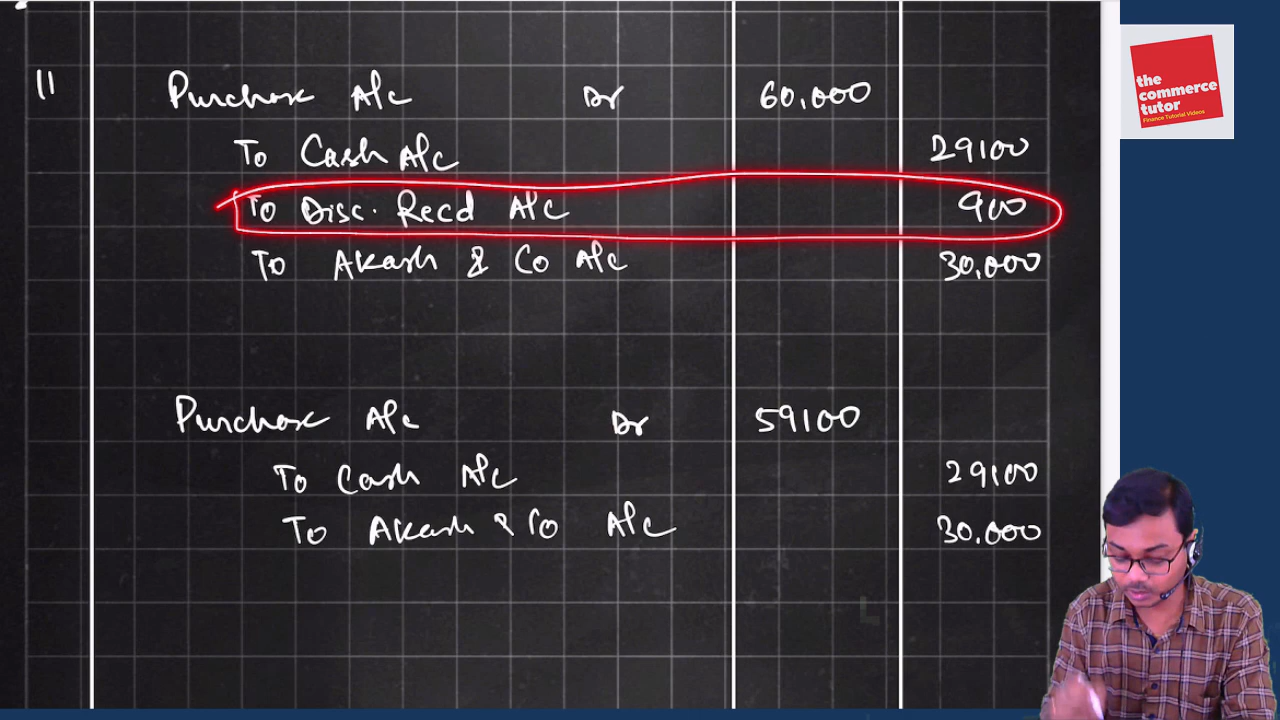 11 Purchase A/c Dr 60,000
To Cash A/c 29100
To Disc. Recd A/c 900
To Akash & Co A/c 30,000
Purchase A/c Dr 59100
To Cash A/c 29100
To Akash & Co A/c 30,000
the
commerce
tutor
Finance Tutorial Videos